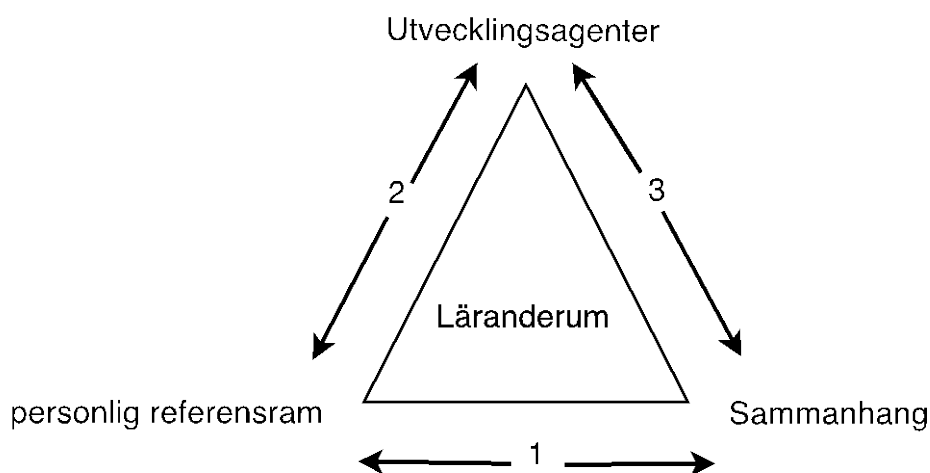 Utvecklingsagenter
2
3
Läranderum
personlig referensram
Sammanhang
1